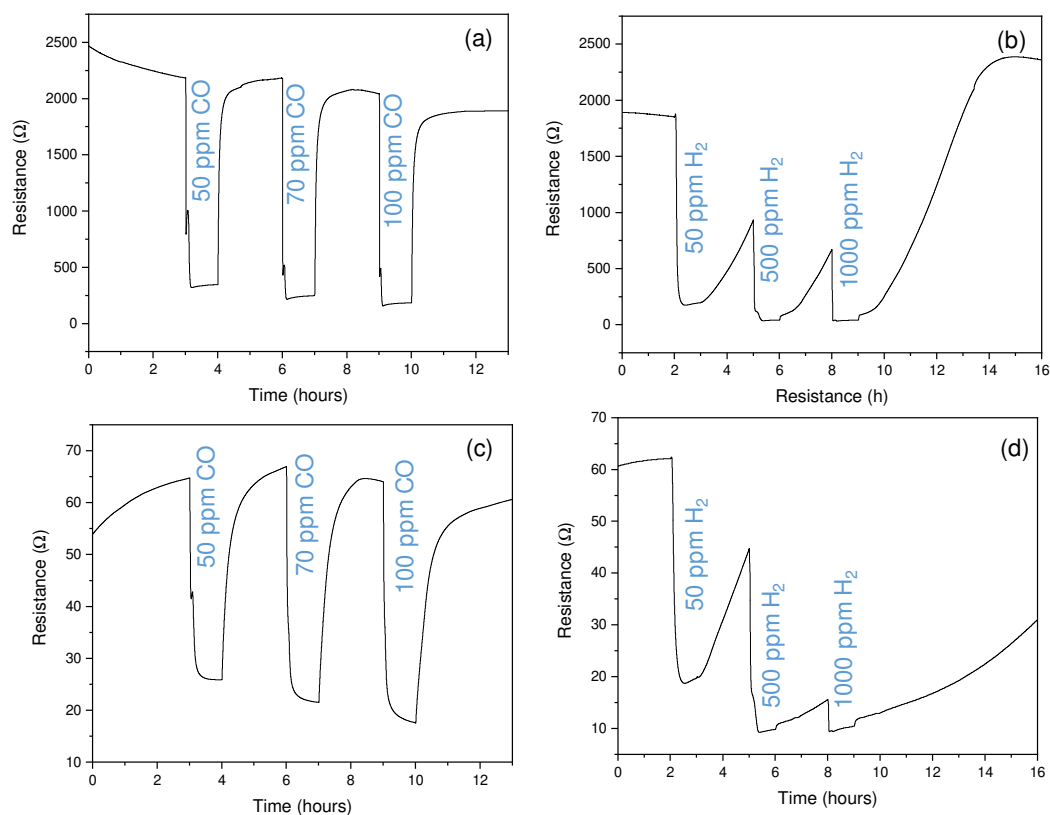 (a)
2500
2000
1500
1000
500
0
Resistance (Ω)
50 ppm CO
70 ppm CO
100 ppm CO
0 2 4 6 8 10 12
Time (hours)
(b)
2500
2000
1500
1000
500
0
Resistance (Ω)
50 ppm H₂
500 ppm H₂
1000 ppm H₂
0 2 4 6 8 10 12 14 16
Resistance (h)
(c)
70
60
50
40
30
20
10
Resistance (Ω)
50 ppm CO
70 ppm CO
100 ppm CO
0 2 4 6 8 10 12
Time (hours)
(d)
70
60
50
40
30
20
10
Resistance (Ω)
50 ppm H₂
500 ppm H₂
1000 ppm H₂
0 2 4 6 8 10 12 14 16
Time (hours)